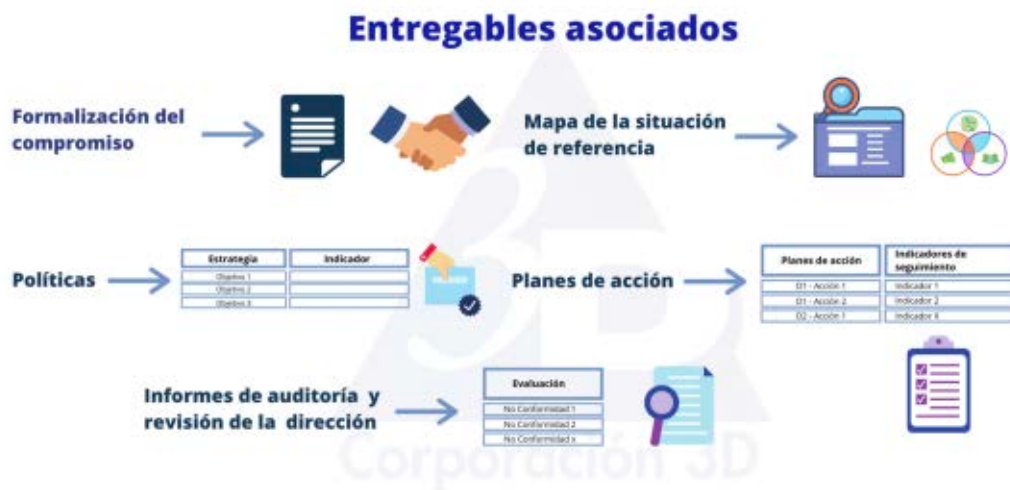 Entregables asociados
Formalización del
compromiso
Mapa de la situación
de referencia
Políticas
Estrategia Indicador
Objetivo 1
Objetivo 2
Objetivo X
Planes de acción
Planes de acción Indicadores de
seguimiento
O1 - Acción 1 Indicador 1
O1 - Acción 2 Indicador 2
O2 - Acción 1 Indicador X
Informes de auditoría y
revisión de la dirección
Evaluación
No Conformidad 1
No Conformidad 2
No Conformidad x
3D
Corporación 3D